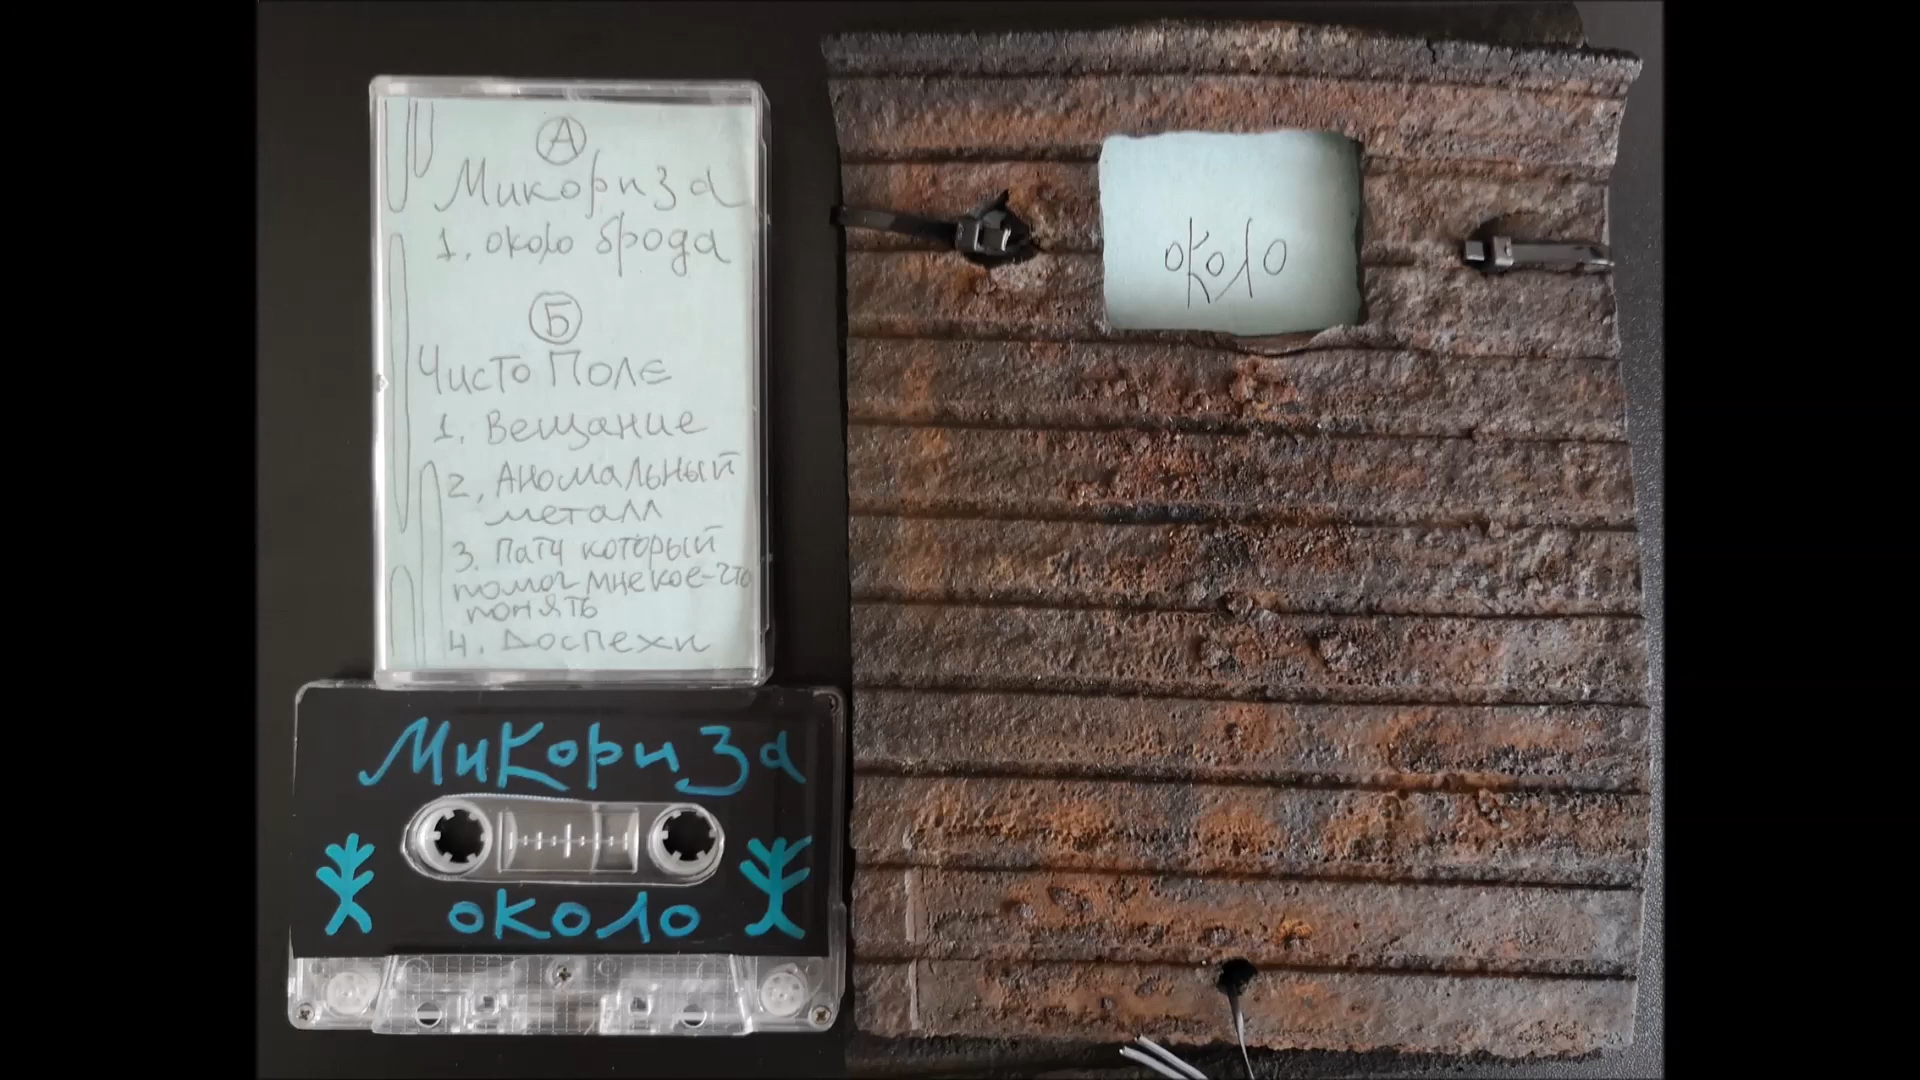 А
Микориза
1. около брода
Б
Чисто Поле
1. Вещание
2. Аномальный
металл
3. Патч который
помог мне кое-что
понять
4. Доспехи
Микориза
около
около